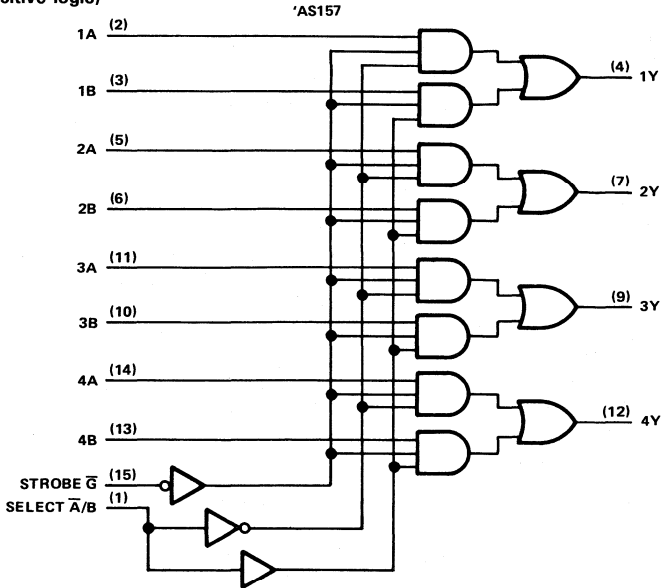 'AS157
1A (2)
1B (3)
2A (5)
2B (6)
3A (11)
3B (10)
4A (14)
4B (13)
STROBE G̅ (15)
SELECT A̅/B (1)
(4) 1Y
(7) 2Y
(9) 3Y
(12) 4Y